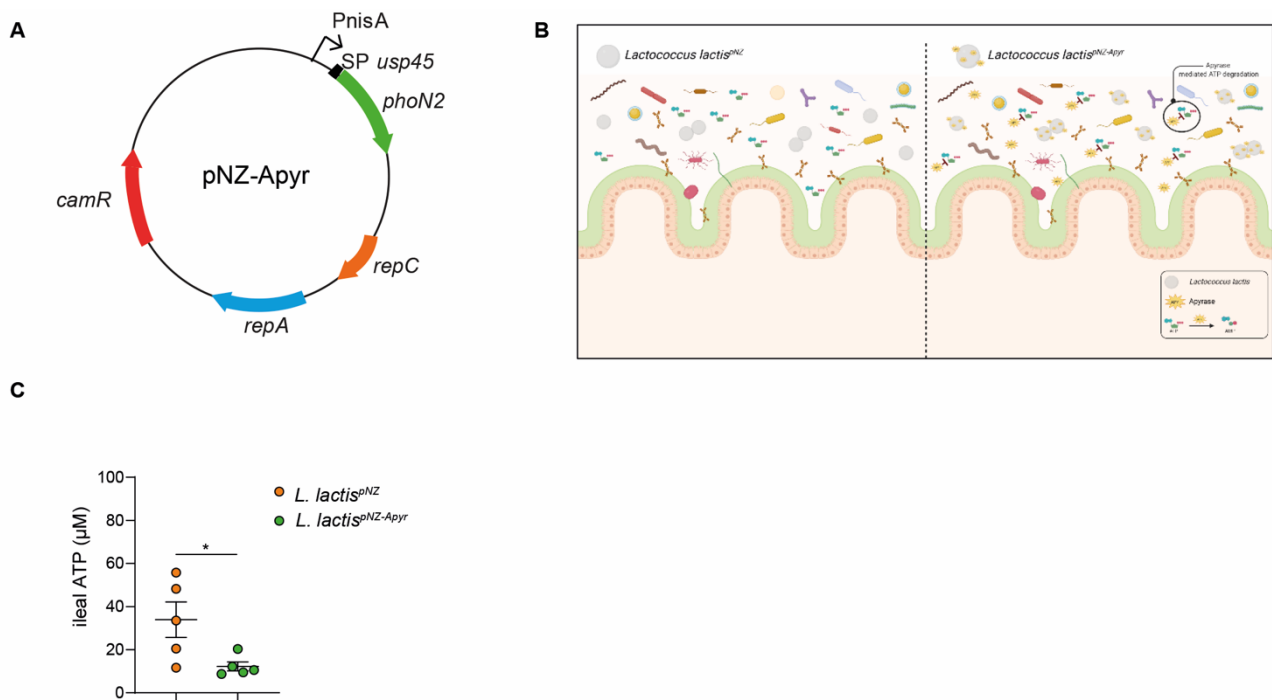 A
PnisA
SP usp45
phoN2
pNZ-Apyr
camR
repC
repA
B
Lactococcus lactis^pNZ
Lactococcus lactis^pNZ-Apyr
Apyrase
mediated ATP degradation
Lactococcus lactis
Apyrase
ATP
C
100
80
60
40
20
0
ileal ATP (µM)
*
L. lactis^pNZ
L. lactis^pNZ-Apyr